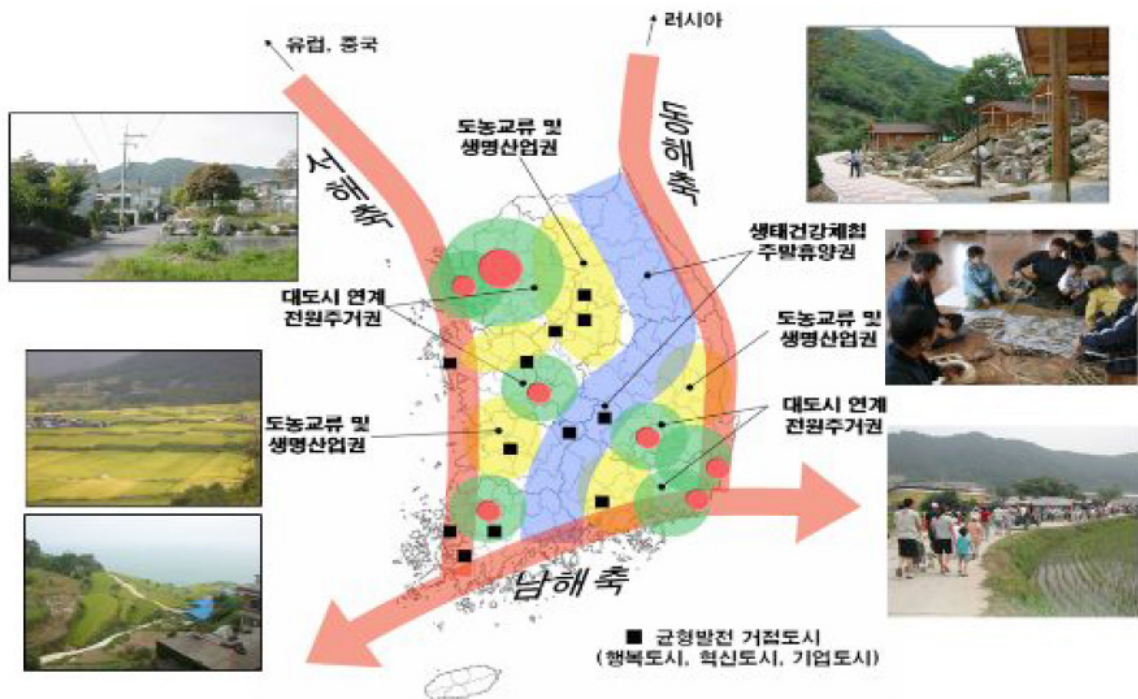 러시아
유럽, 중국
도농교류 및
생명산업권
동해축
서해축
생태건강체험
주말휴양권
대도시 연계
전원주거권
도농교류 및
생명산업권
대도시 연계
전원주거권
도농교류 및
생명산업권
남해축
■ 균형발전 거점도시
(행복도시, 혁신도시, 기업도시)